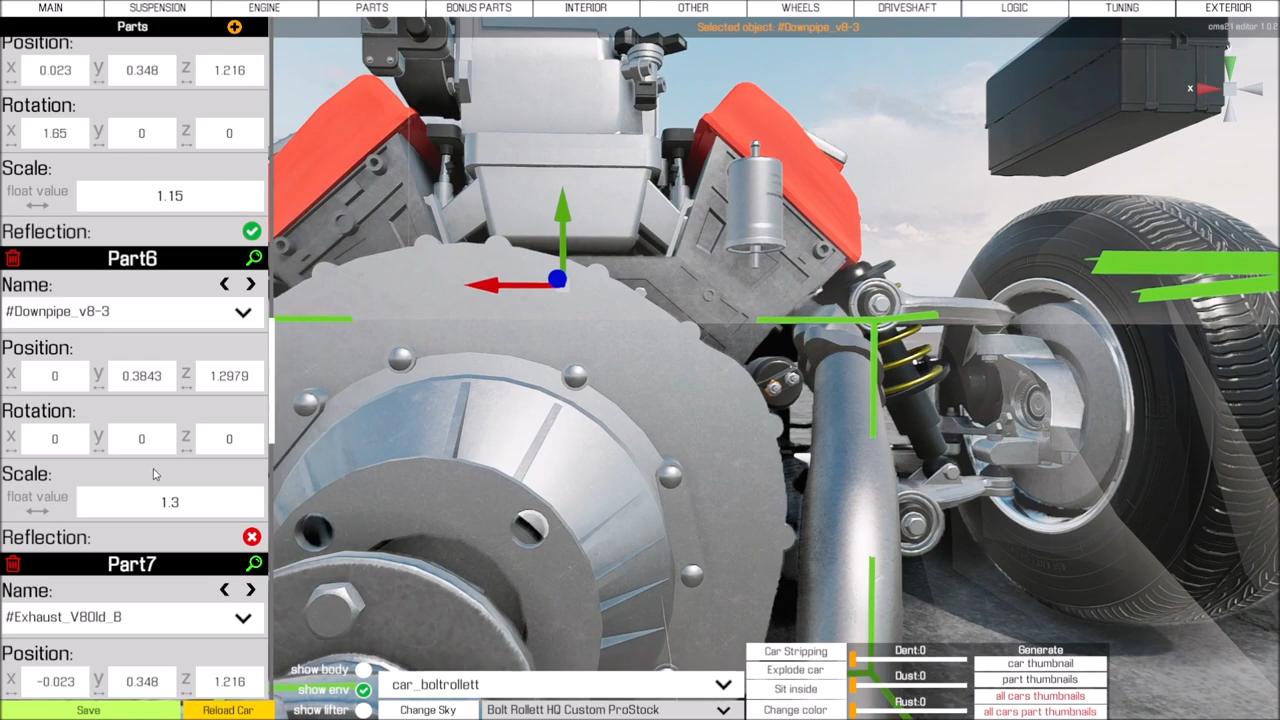 MAIN SUSPENSION ENGINE PARTS BONUS PARTS INTERIOR OTHER WHEELS DRIVESHAFT LOGIC TUNING EXTERIOR
Parts
Selected object: #Downpipe_v8-3
cms21 editor 1.0.2
Position:
X 0.023 y 0.348 Z 1.216
Rotation:
X 1.65 y 0 Z 0
Scale:
float value 1.15
Reflection:
Part6
Name: < >
#Downpipe_v8-3
Position:
X 0 y 0.3843 Z 1.2979
Rotation:
X 0 y 0 Z 0
Scale:
float value 1.3
Reflection:
Part7
Name: < >
#Exhaust_V8Old_B
Position:
X -0.023 y 0.348 Z 1.216
Save Reload Car
show body
show env
show lifter
car_boltrollett
Change Sky
Bolt Rollett HQ Custom ProStock
Car Stripping
Explode car
Sit inside
Change color
Dent:0
Dust:0
Rust:0
Generate
car thumbnail
part thumbnails
all cars thumbnails
all cars part thumbnails
X